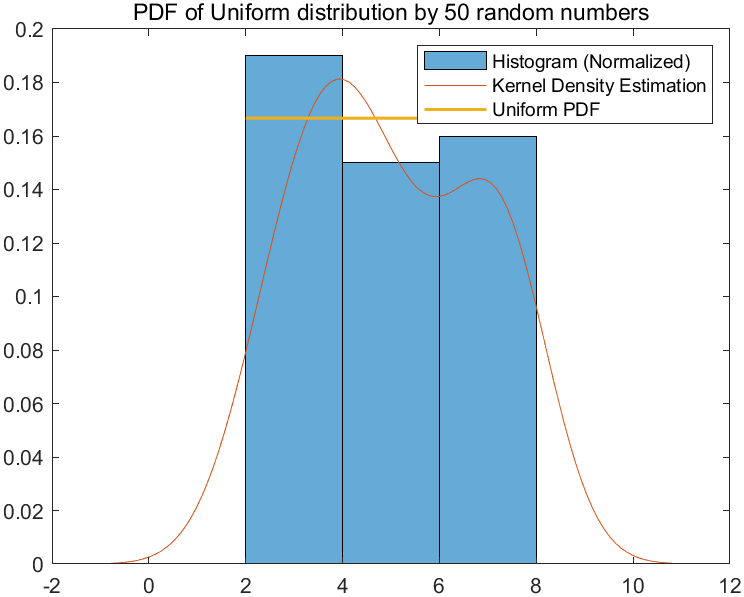 PDF of Uniform distribution by 50 random numbers
Histogram (Normalized)
Kernel Density Estimation
Uniform PDF
0.2
0.18
0.16
0.14
0.12
0.1
0.08
0.06
0.04
0.02
0
-2 0 2 4 6 8 10 12